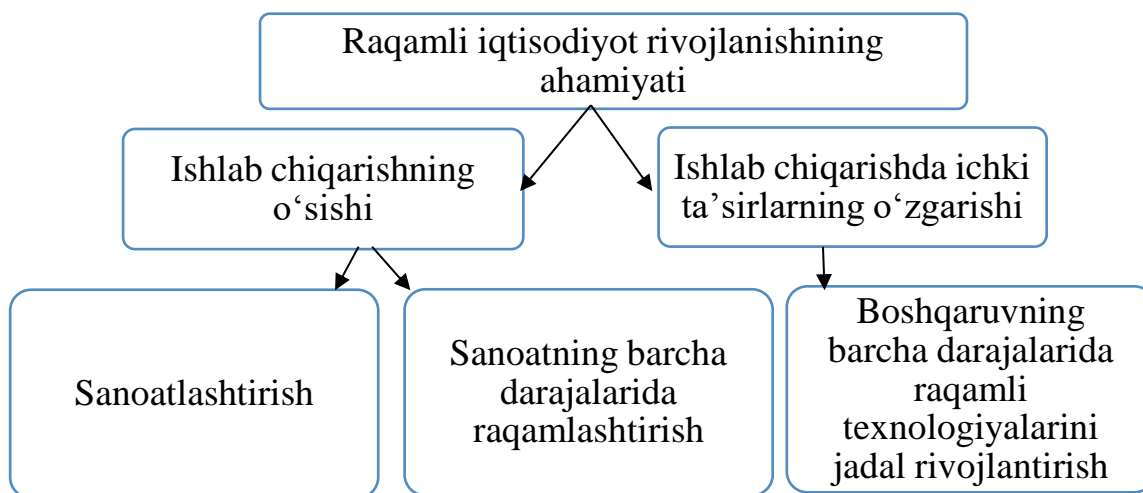 Raqamli iqtisodiyot rivojlanishining
ahamiyati
Ishlab chiqarishning
o‘sishi
Ishlab chiqarishda ichki
ta’sirlarning o‘zgarishi
Sanoatlashtirish
Sanoatning barcha
darajalarida
raqamlashtirish
Boshqaruvning
barcha darajalarida
raqamli
texnologiyalarini
jadal rivojlantirish